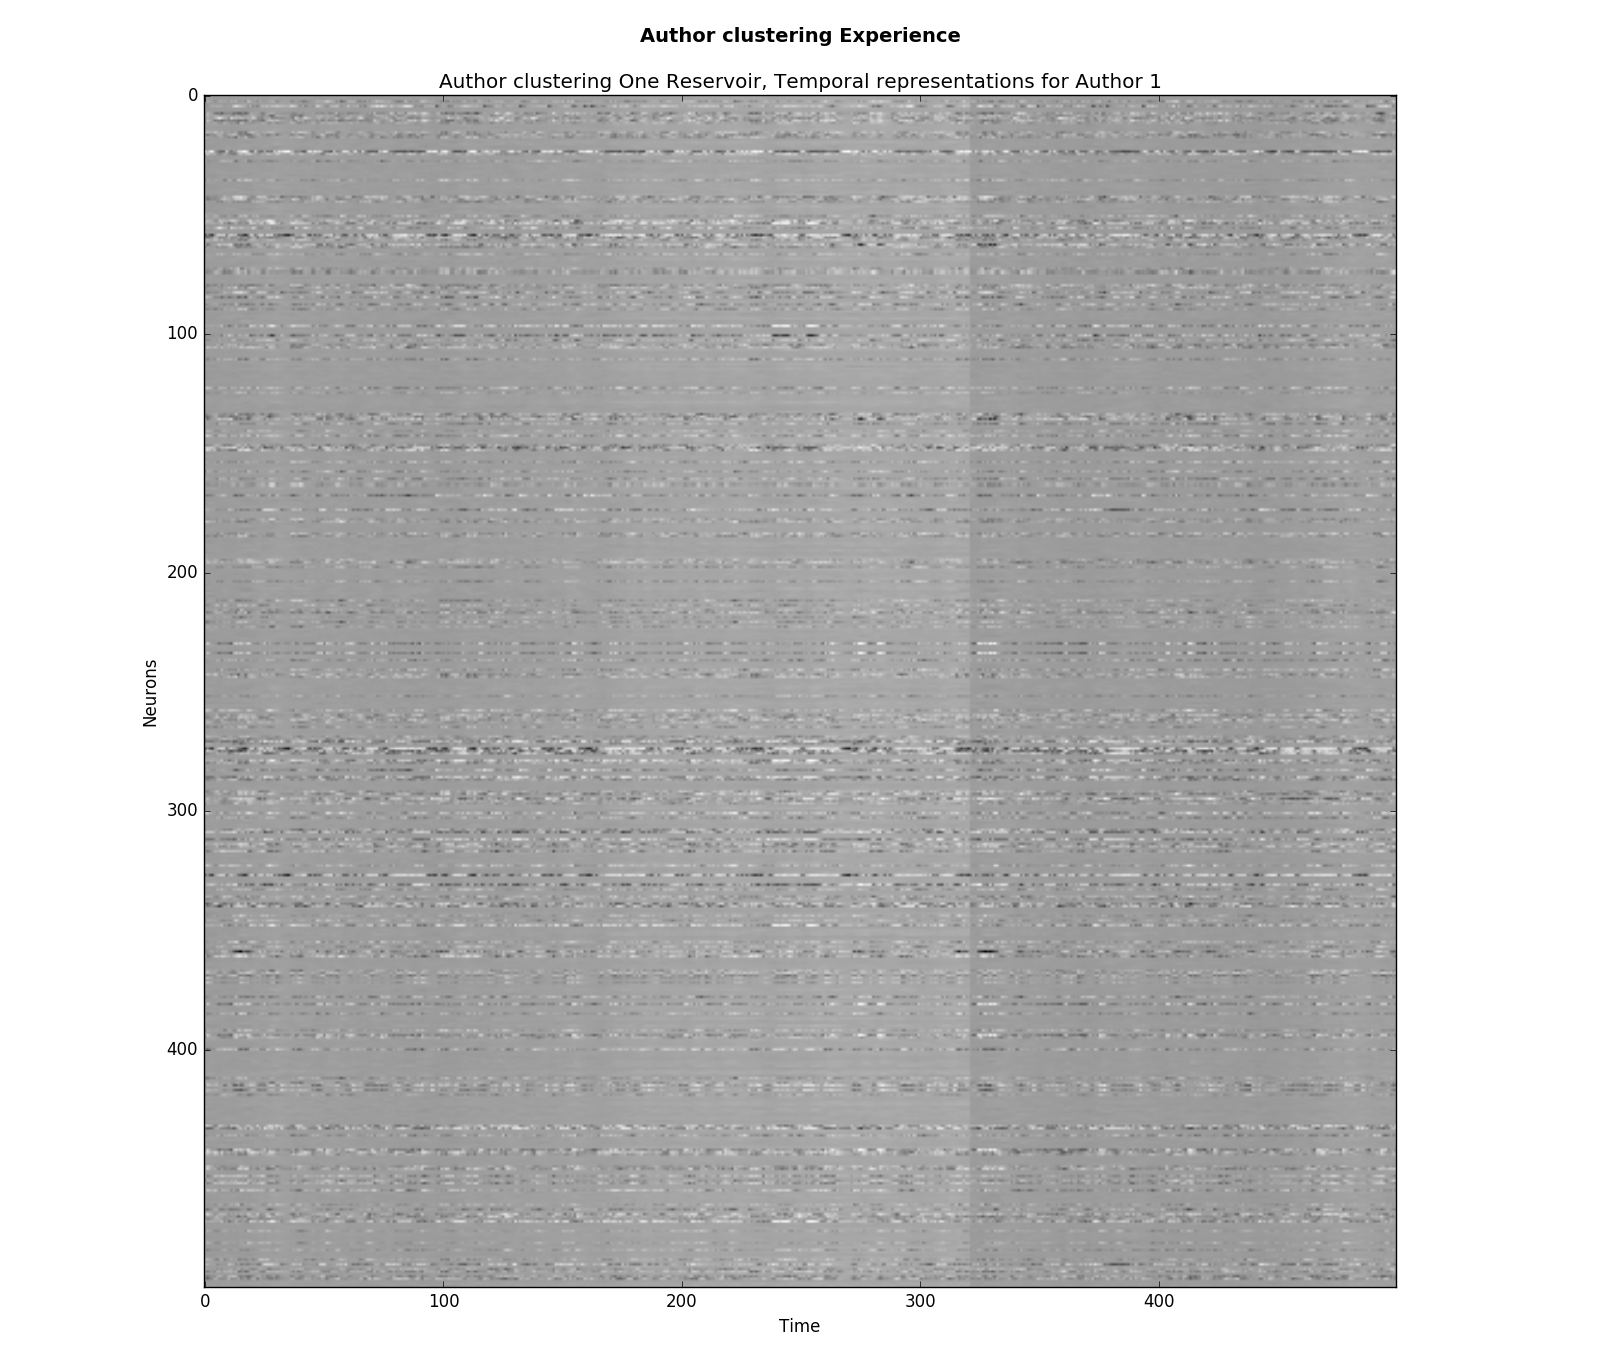 Author clustering Experience
Author clustering One Reservoir, Temporal representations for Author 1
0
100
200
300
400
Neurons
0 100 200 300 400
Time